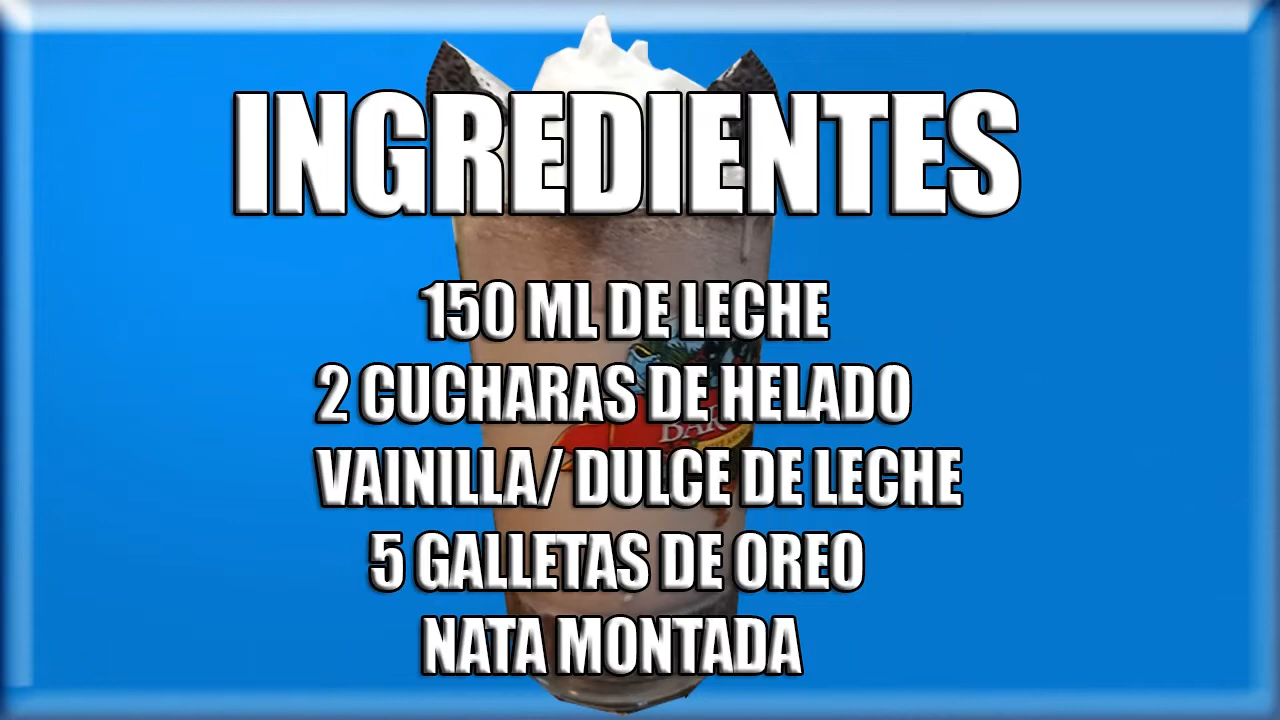 INGREDIENTES
150 ML DE LECHE
2 CUCHARAS DE HELADO
VAINILLA/ DULCE DE LECHE
5 GALLETAS DE OREO
NATA MONTADA